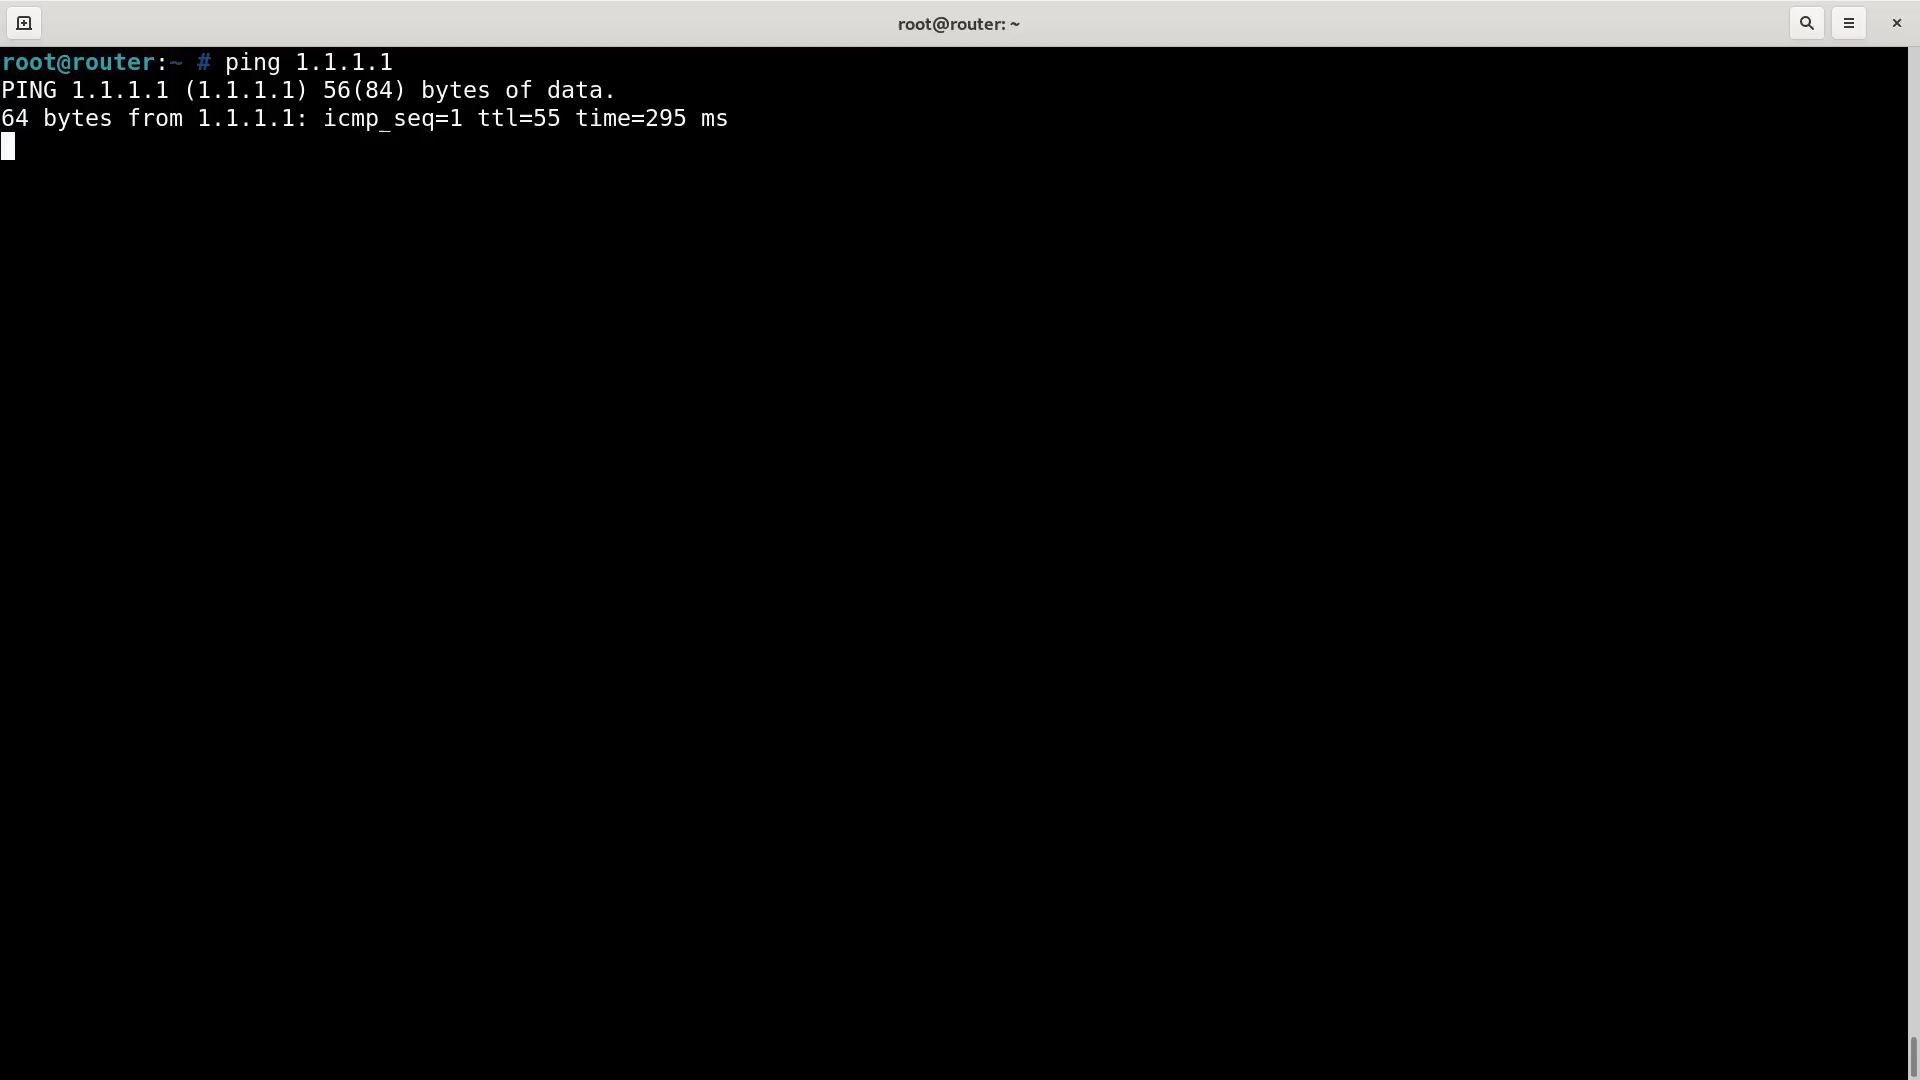 root@router: ~
root@router:~ # ping 1.1.1.1
PING 1.1.1.1 (1.1.1.1) 56(84) bytes of data.
64 bytes from 1.1.1.1: icmp_seq=1 ttl=55 time=295 ms